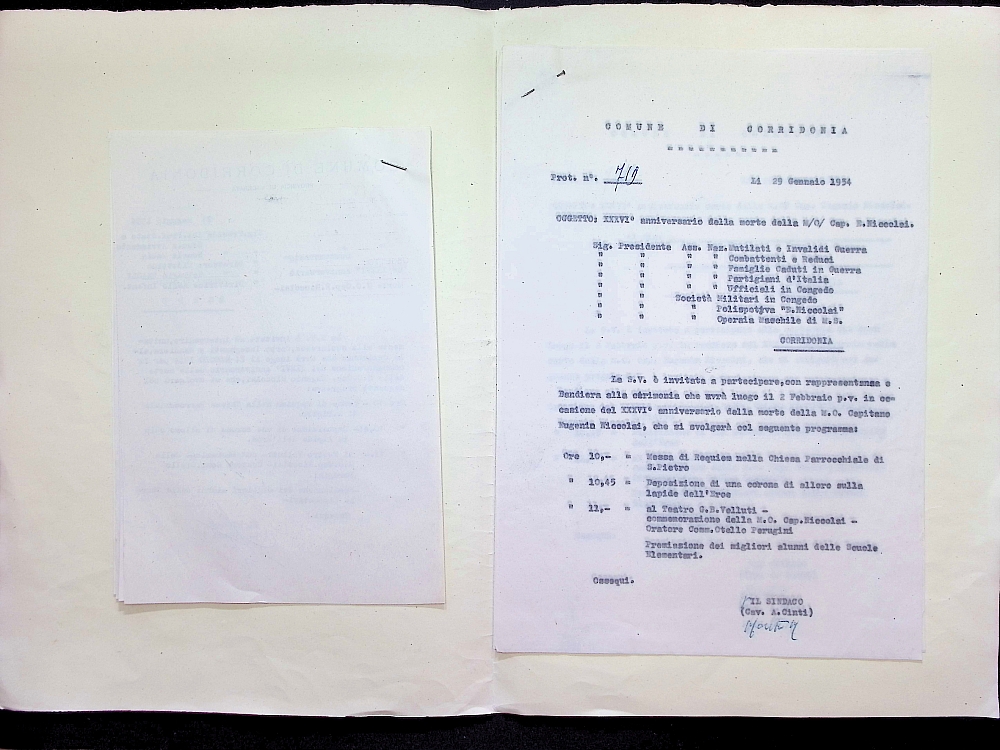 COMUNE DI CORRIDONIA
= = = = = = = = = = =
Prot. n°. 719
Li 29 Gennaio 1954
OGGETTO: XXXVI° anniversario della morte della M/O/ Cap. E.Niccolai.
Sig. Presidente Ass. Naz. Mutilati e Invalidi Guerra
" " " " Combattenti e Reduci
" " " " Famiglie Caduti in Guerra
" " " " Partigiani d'Italia
" " " " Ufficiali in Congedo
" " Società Militari in Congedo
" " " Polispotiva "E.Niccolai"
" " " Operaia Maschile di M.S.
CORRIDONIA
La S.V. è invitata a partecipare,con rappresentanza e
Bandiera alla cerimonia che avrà luogo il 2 Febbraio p.v. in oc-
casione del XXXVI° anniversario della morte della M.O. Capitano
Eugenio Niccolai, che si svolgerà col seguente programma:
Ore 10,- = Messa di Requiem nella Chiesa Parrocchiale di
S.Pietro
" 10,45 = Deposizione di una corona di alloro sulla
lapide dell'Eroe
" 11,- = al Teatro G.B.Velluti -
commemorazione della M.O. Cap.Niccolai -
Oratore Comm.Otello Perugini
Premiazione dei migliori alunni delle Scuole
Elementari.
Ossequi.
IL SINDACO
(Cav. A.Cinti)